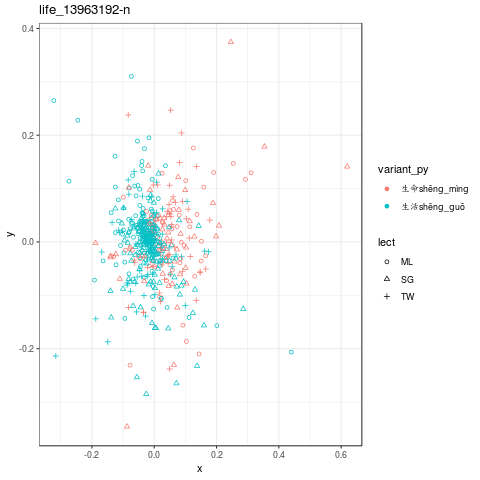 life_13963192-n
variant_py
生命shēng_mìng
生活shēng_guō
lect
ML
SG
TW
0.4
0.2
0.0
-0.2
-0.2
0.0
0.2
0.4
0.6
x
y